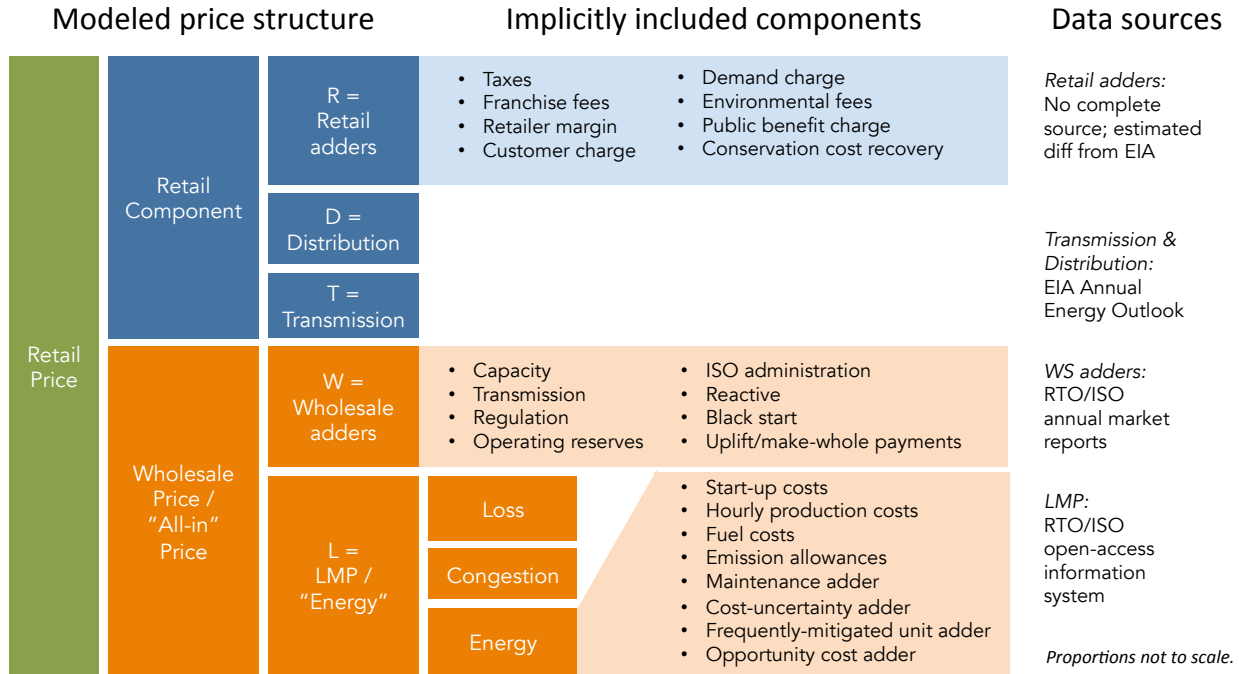 Modeled price structure
Implicitly included components
Data sources
Retail
Price
Retail
Component
R =
Retail
adders
• Taxes
• Franchise fees
• Retailer margin
• Customer charge
• Demand charge
• Environmental fees
• Public benefit charge
• Conservation cost recovery
Retail adders:
No complete
source; estimated
diff from EIA
D =
Distribution
T =
Transmission
Transmission &
Distribution:
EIA Annual
Energy Outlook
Wholesale
Price /
”All-in”
Price
W =
Wholesale
adders
• Capacity
• Transmission
• Regulation
• Operating reserves
• ISO administration
• Reactive
• Black start
• Uplift/make-whole payments
WS adders:
RTO/ISO
annual market
reports
L =
LMP /
“Energy”
Loss
Congestion
Energy
• Start-up costs
• Hourly production costs
• Fuel costs
• Emission allowances
• Maintenance adder
• Cost-uncertainty adder
• Frequently-mitigated unit adder
• Opportunity cost adder
LMP:
RTO/ISO
open-access
information
system
Proportions not to scale.